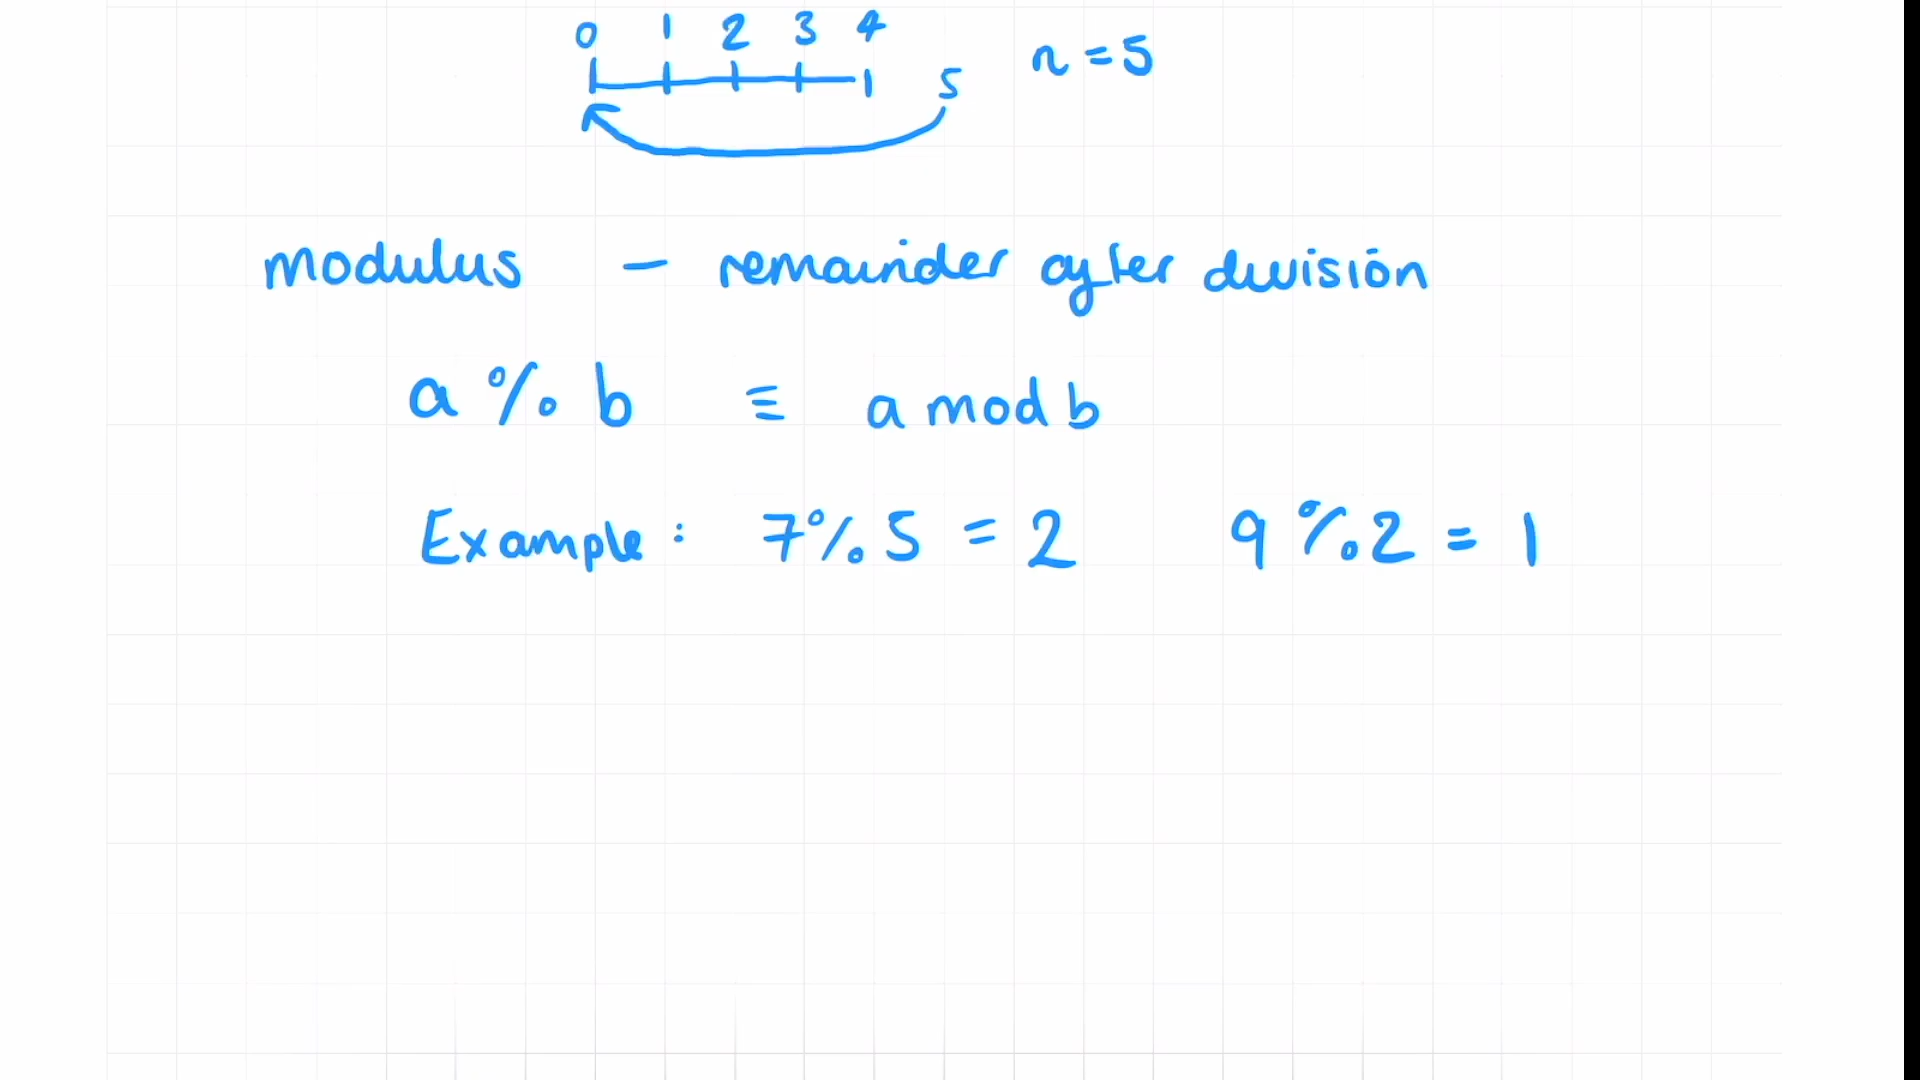 0 1 2 3 4
5 n = 5
modulus — remainder after division
a % b ≡ a mod b
Example: 7 % 5 = 2 9 % 2 = 1